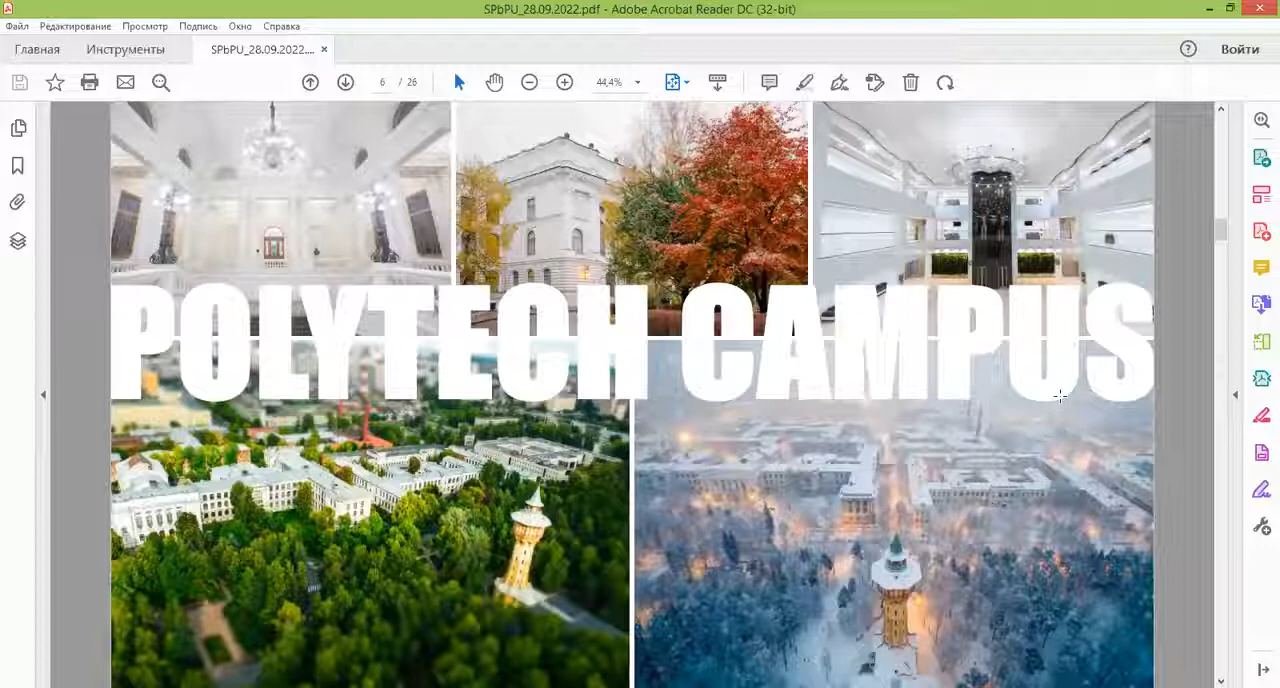 SPbPU_28.09.2022.pdf - Adobe Acrobat Reader DC (32-bit)
Файл Редактирование Просмотр Подпись Окно Справка
Главная Инструменты SPbPU_28.09.2022.... × Войти
6 / 26 44,4%
POLYTECH CAMPUS